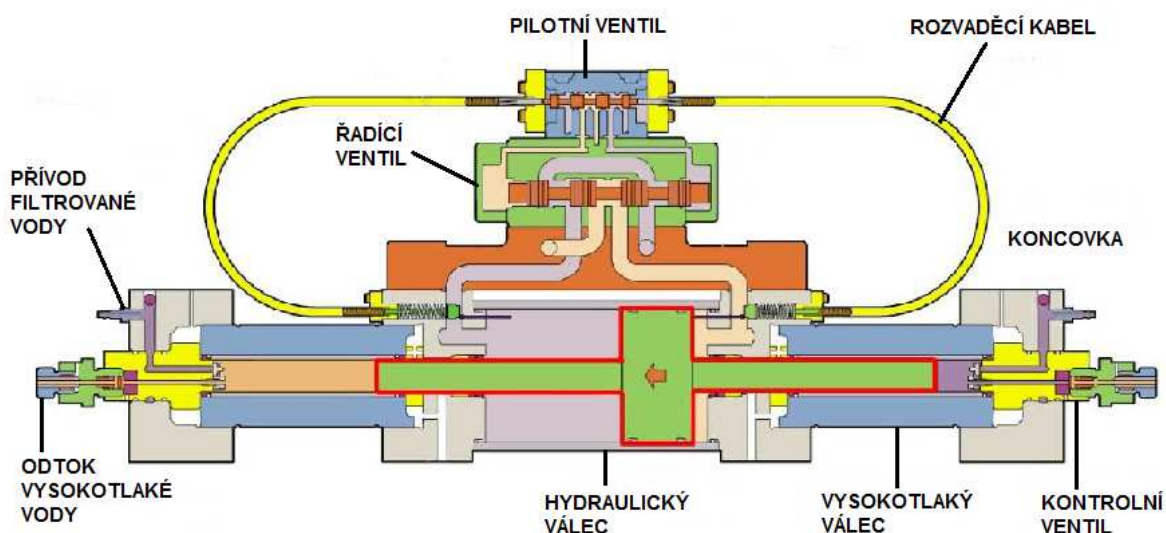 PILOTNÍ VENTIL
ROZVADĚCÍ KABEL
ŘADÍCÍ
VENTIL
PŘÍVOD
FILTROVANÉ
VODY
KONCOVKA
ODTOK
VYSOKOTLAKÉ
VODY
HYDRAULICKÝ
VÁLEC
VYSOKOTLAKÝ
VÁLEC
KONTROLNÍ
VENTIL